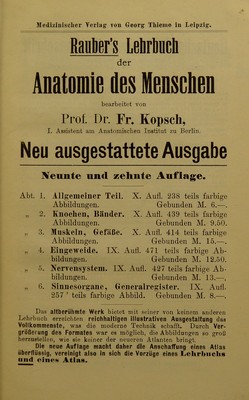 Medizinischer Verlag von Georg Thieme in Leipzig.
Rauber's Lehrbuch
der
Anatomie des Menschen
bearbeitet von
Prof. Dr. Fr. Kopsch,
I. Assistent am Anatomischen Institut zu Berlin.
Neu ausgestattete Ausgabe
Neunte und zehnte Auflage.
Abt. 1. Allgemeiner Teil. X. Aufl. 238 teils farbige
Abbildungen. Gebunden M. 6.—.
„ 2. Knochen, Bänder. X. Aufl. 439 teils farbige
Abbildungen. Gebunden M. 9.50.
„ 3. Muskeln, Gefäße. X. Aufl. 414 teils farbige
Abbildungen. Gebunden M. 15.—.
„ 4. Eingeweide. IX. Aufl. 471 teils farbige Ab-
bildungen. Gebunden M. 12.50.
„ 5. Nervensystem. IX. Aufl. 427 teils farbige Ab-
bildungen. Gebunden M. 13.—.
„ 6. Sinnesorgane, Generalregister. IX. Aufl.
257 teils farbige Abbild. Gebunden M. 8.—
Das altberühmte Werk bietet mit seiner von keinem anderen
Lehrbuch erreichten reichhaltigen illustrativen Ausgestaltung das
Vollkommenste, was die moderne Technik schafft. Durch Ver-
größerung des Formates war es möglich, die Abbildungen so groß
herzustellen, wie sie keiner der neueren Atlanten bringt.
Die neue Auflage macht daher die Anschaffung eines Atlas
überflüssig, vereinigt also in sich die Vorzüge eines Lehrbuchs
und eines Atlas.